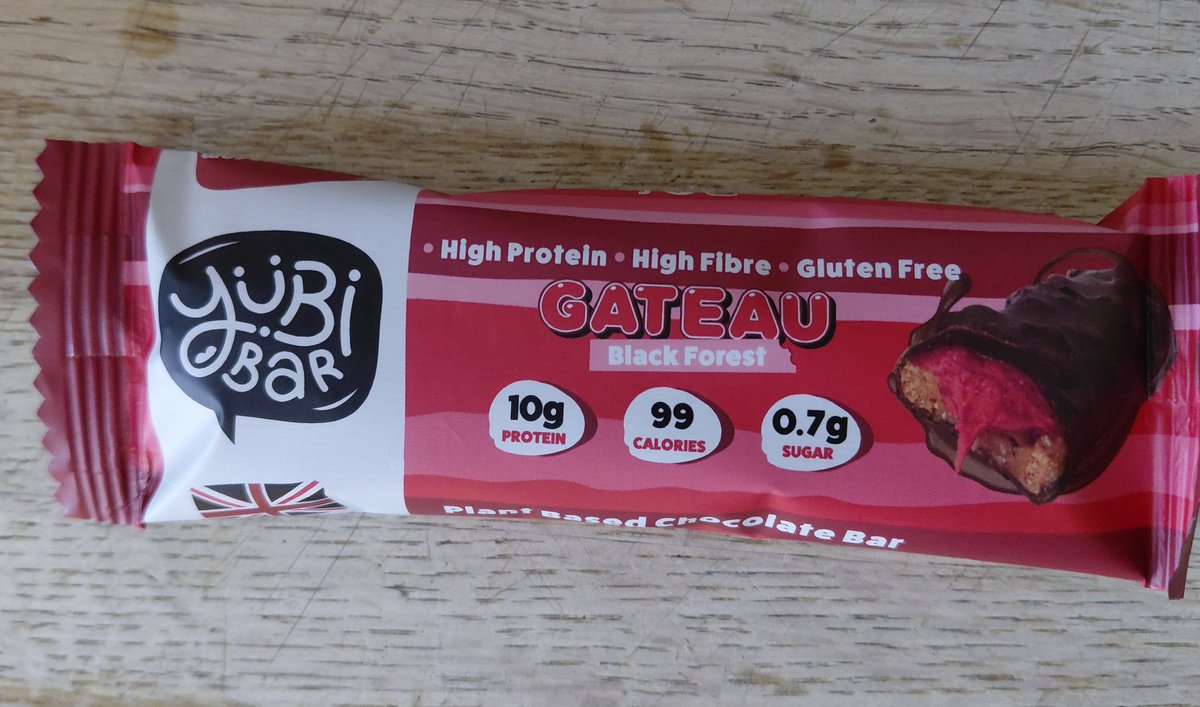 YÜBi
BAR
• High Protein • High Fibre • Gluten Free
GATEAU
Black Forest
10g
PROTEIN
99
CALORIES
0.7g
SUGAR
Plant Based Chocolate Bar